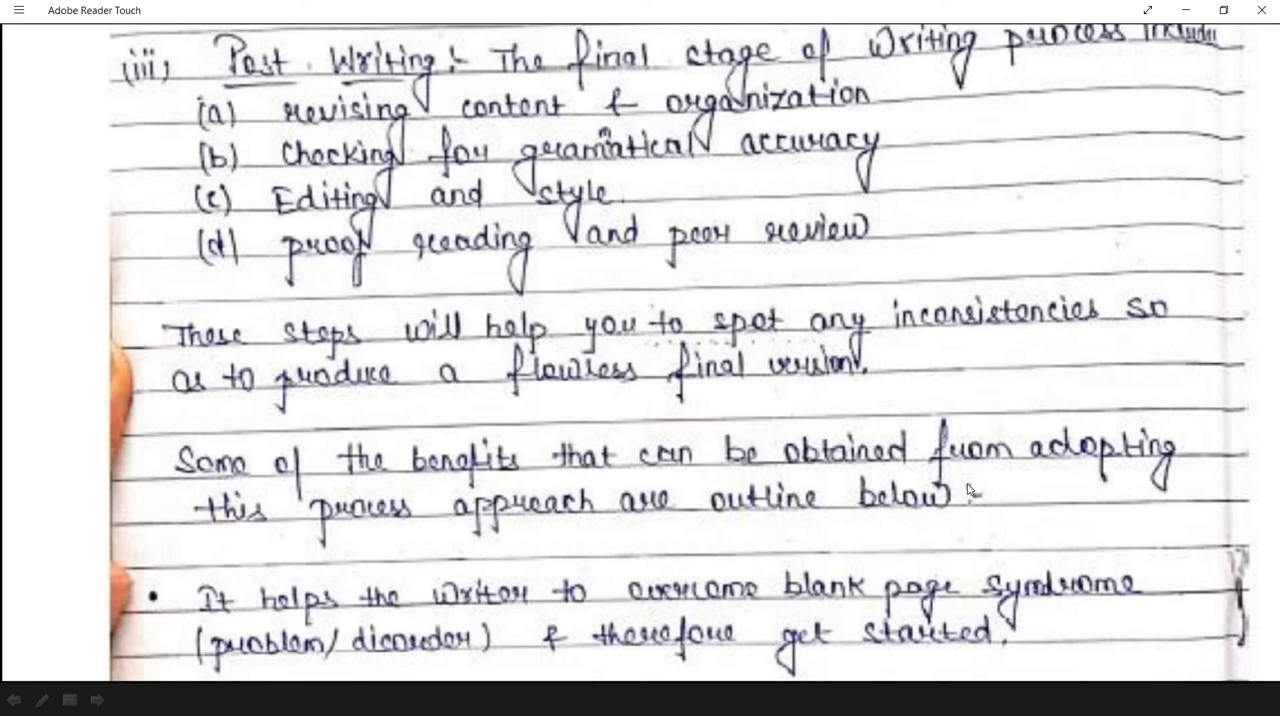 Adobe Reader Touch
(iii) Post Writing :- The final stage of writing process include
(a) revising content & organization
(b) Checking for gramatical accuracy
(c) Editing and style.
(d) proof reading and peer review
These steps will help you to spot any inconsistencies so
as to produce a flawless final version.
Some of the benefits that can be obtained from adopting
this process approach are outline below :-
• It helps the writer to overcome blank page syndrome
(problem/disorder) & therefore get started.